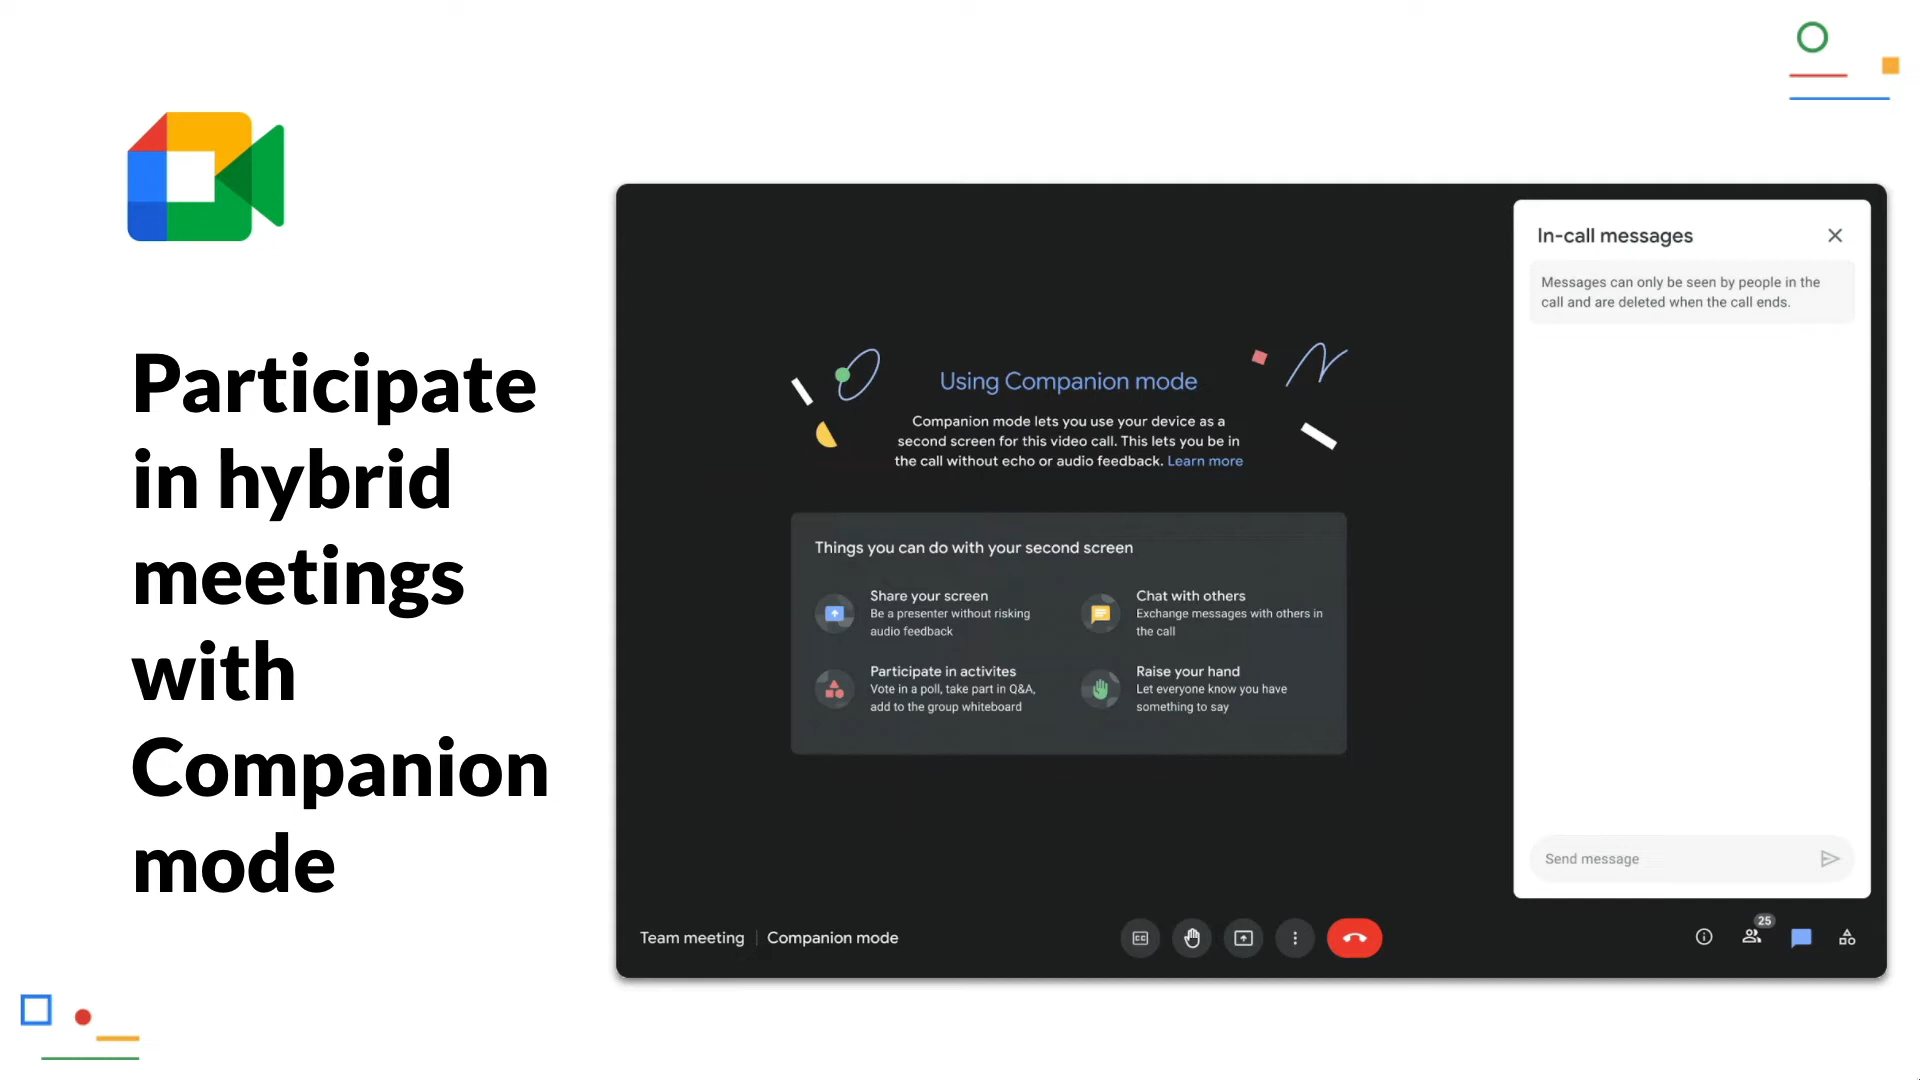 Participate
in hybrid
meetings
with
Companion
mode
Using Companion mode
Companion mode lets you use your device as a
second screen for this video call. This lets you be in
the call without echo or audio feedback. Learn more
Things you can do with your second screen
Share your screen
Be a presenter without risking
audio feedback
Chat with others
Exchange messages with others in
the call
Participate in activites
Vote in a poll, take part in Q&A,
add to the group whiteboard
Raise your hand
Let everyone know you have
something to say
In-call messages
Messages can only be seen by people in the
call and are deleted when the call ends.
Send message
Team meeting | Companion mode
CC
25